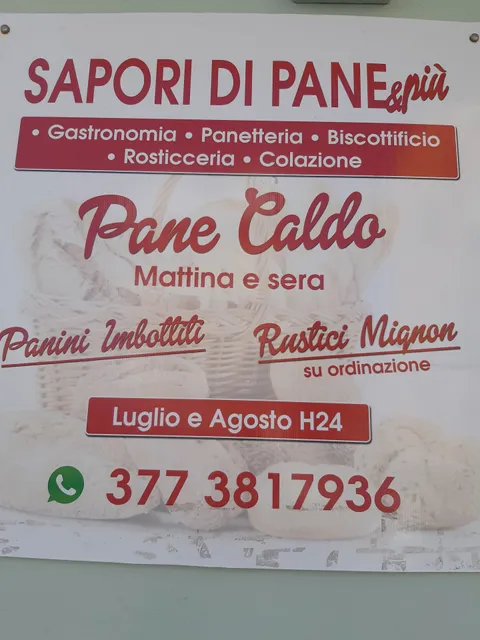 SAPORI DI PANE &più
• Gastronomia • Panetteria • Biscottificio
• Rosticceria • Colazione
Pane Caldo
Mattina e sera
Panini Imbottiti
Rustici Mignon
su ordinazione
Luglio e Agosto H24
377 3817936